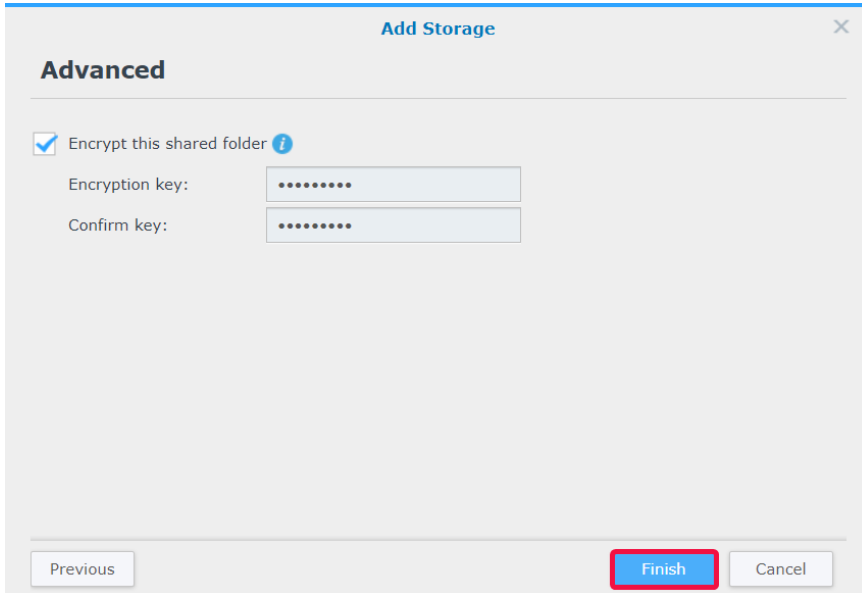 Add Storage
Advanced
Encrypt this shared folder
Encryption key: •••••••••
Confirm key: •••••••••
Previous Finish Cancel